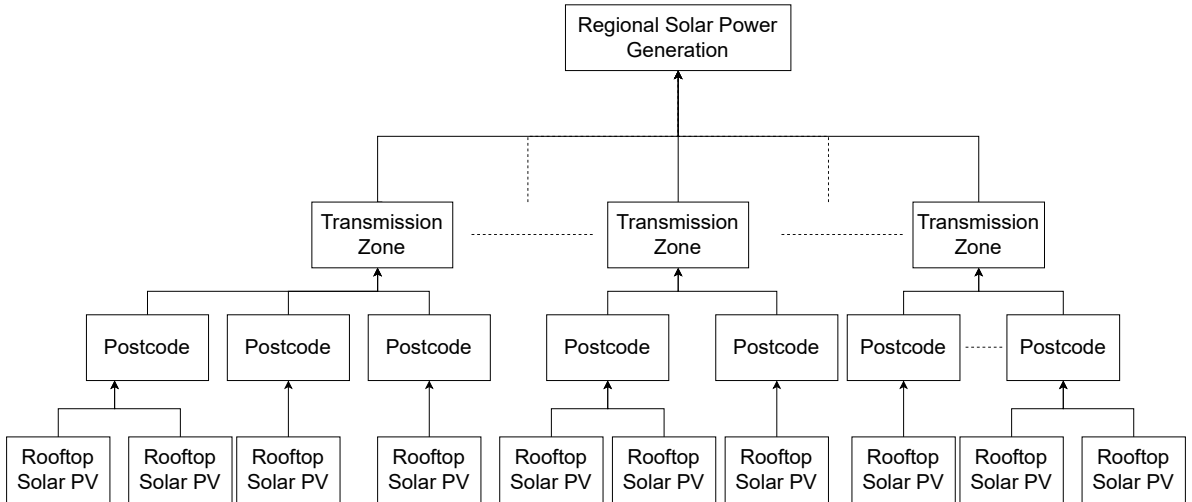 Regional Solar Power
Generation
Transmission
Zone
Transmission
Zone
Transmission
Zone
Postcode
Postcode
Postcode
Postcode
Postcode
Postcode
Postcode
Rooftop
Solar PV
Rooftop
Solar PV
Rooftop
Solar PV
Rooftop
Solar PV
Rooftop
Solar PV
Rooftop
Solar PV
Rooftop
Solar PV
Rooftop
Solar PV
Rooftop
Solar PV
Rooftop
Solar PV